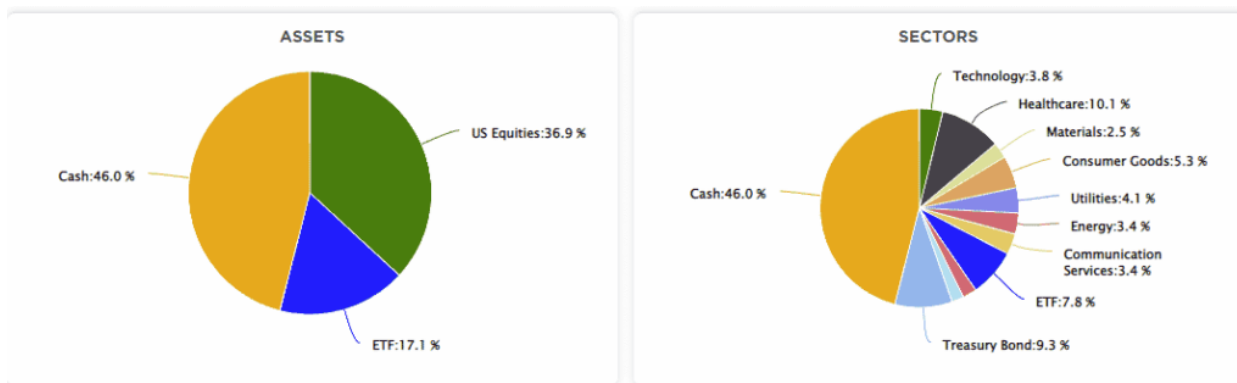 ASSETS
US Equities:36.9 %
Cash:46.0 %
ETF:17.1 %
SECTORS
Technology:3.8 %
Healthcare:10.1 %
Materials:2.5 %
Consumer Goods:5.3 %
Cash:46.0 %
Utilities:4.1 %
Energy:3.4 %
Communication
Services:3.4 %
ETF:7.8 %
Treasury Bond:9.3 %